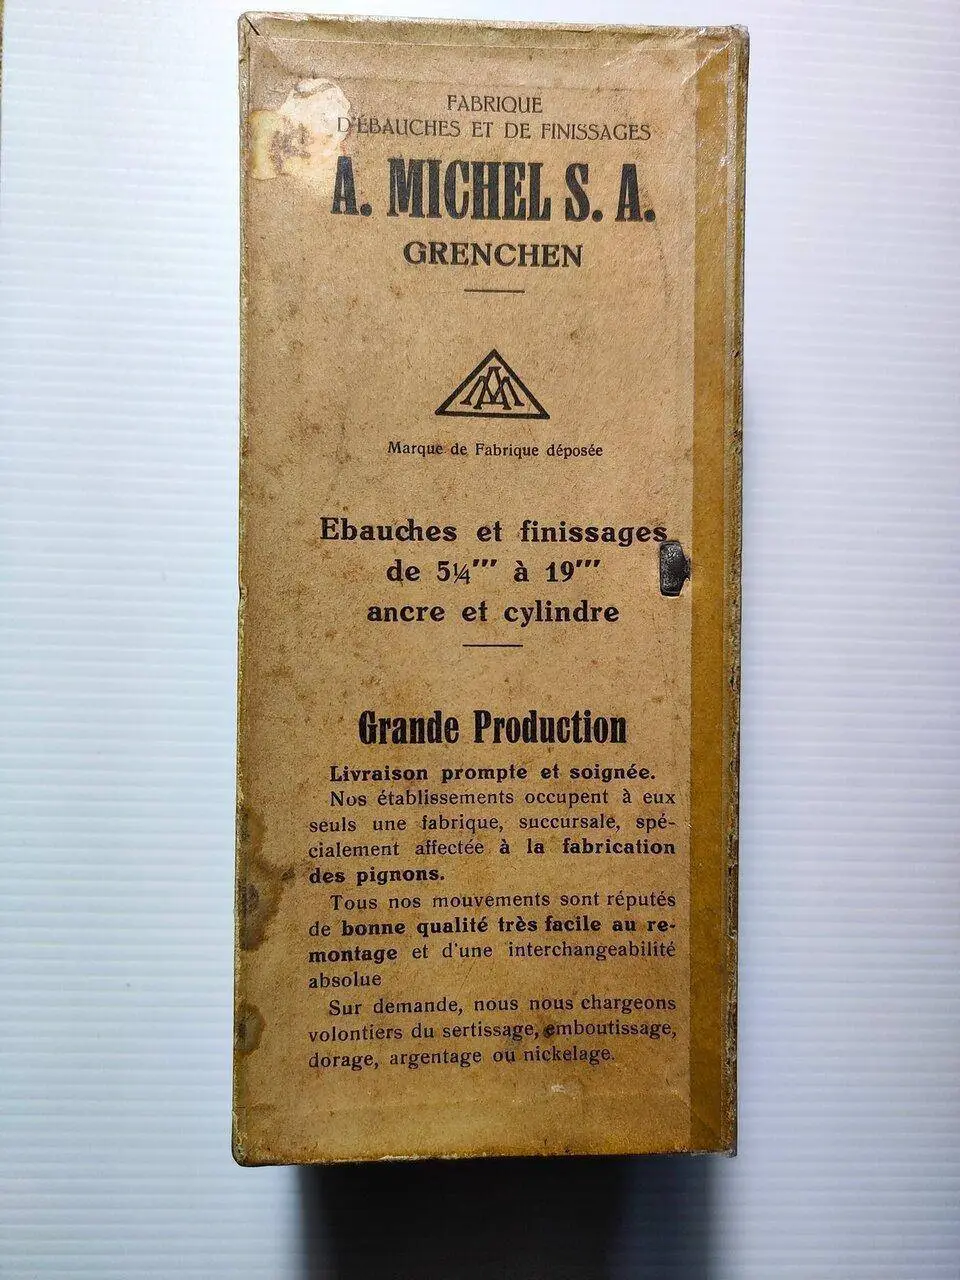 FABRIQUE
D'ÉBAUCHES ET DE FINISSAGES
A. MICHEL S. A.
GRENCHEN
AM
Marque de Fabrique déposée
Ebauches et finissages
de 5¼''' à 19'''
ancre et cylindre
Grande Production
Livraison prompte et soignée.
Nos établissements occupent à eux
seuls une fabrique, succursale, spé-
cialement affectée à la fabrication
des pignons.
Tous nos mouvements sont réputés
de bonne qualité très facile au re-
montage et d'une interchangeabilité
absolue
Sur demande, nous nous chargeons
volontiers du sertissage, emboutissage,
dorage, argentage ou nickelage.